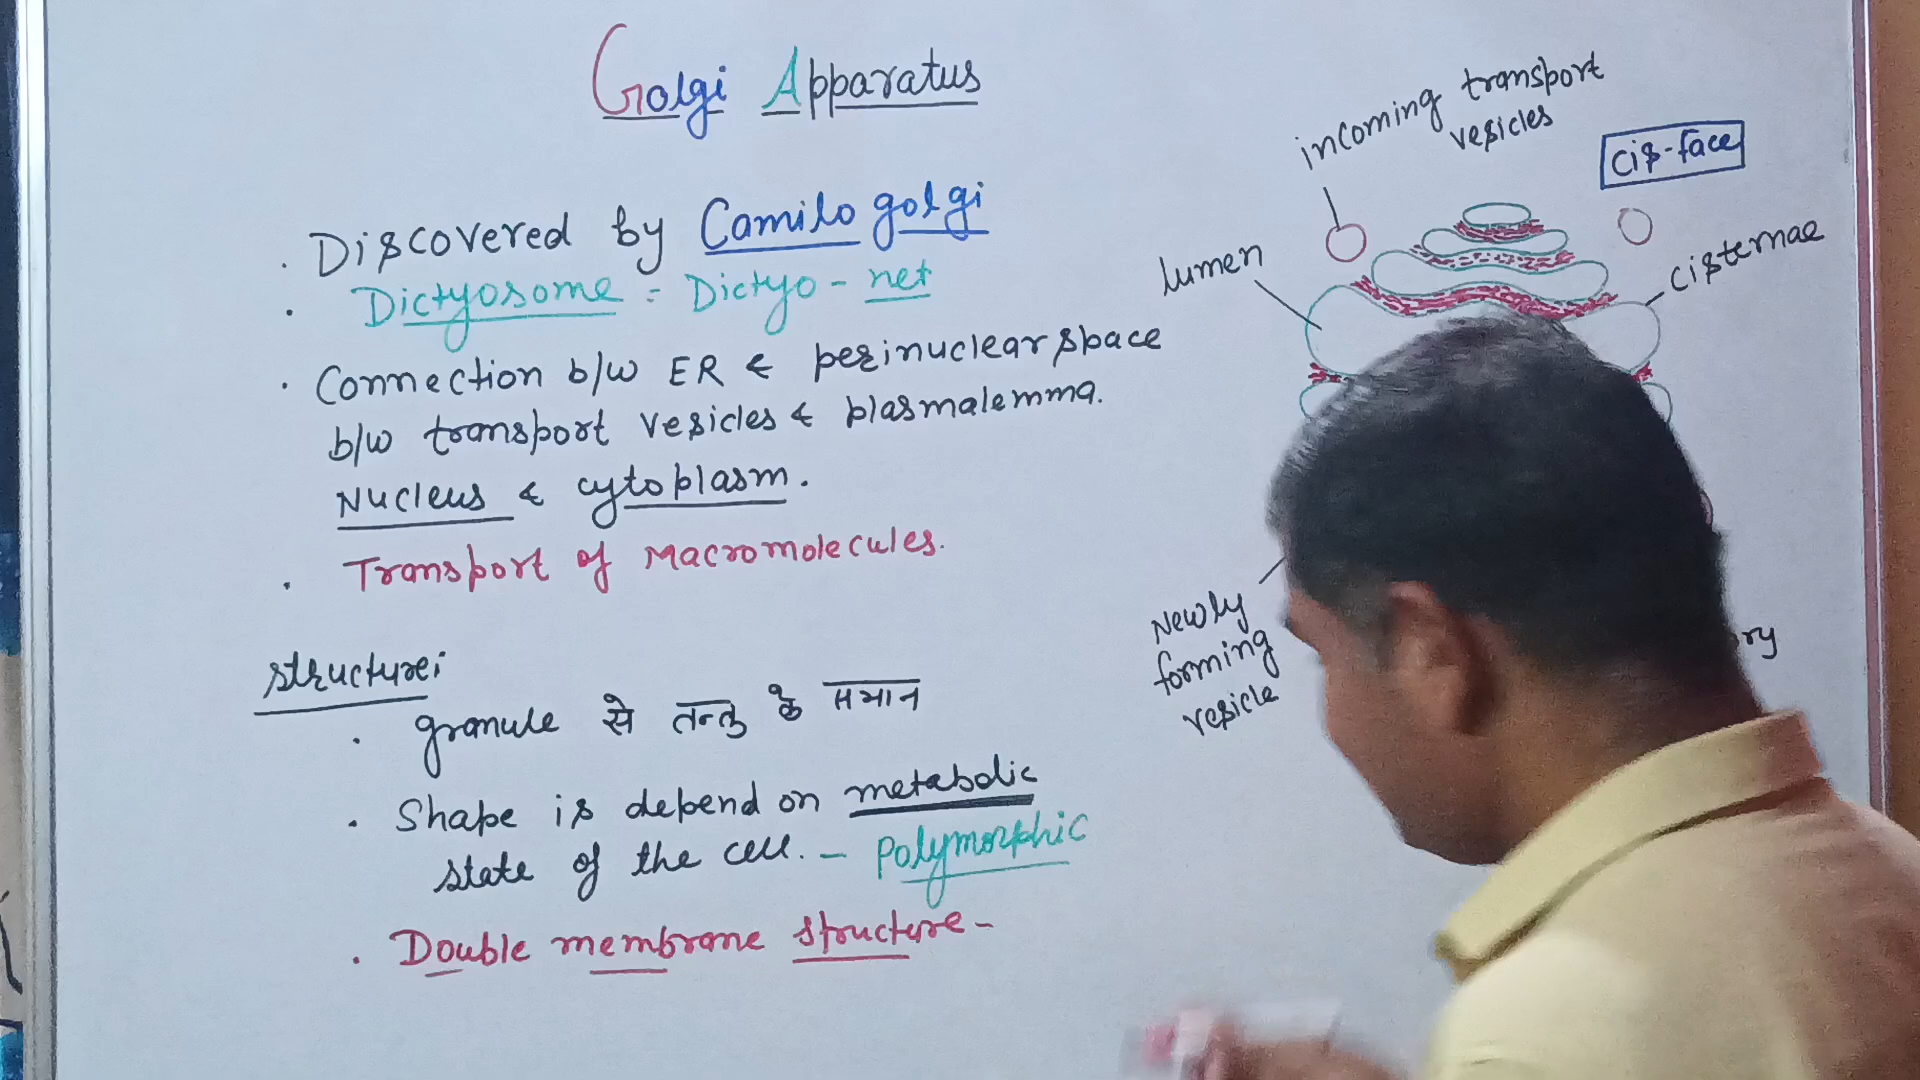 Golgi Apparatus
. Discovered by Camilo golgi
. Dictyosome = Dictyo - net
. Connection b/w ER & perinuclear space
b/w transport vesicles & plasmalemma.
Nucleus & cytoplasm.
. Transport of Macromolecules.
structure:
. granule से तन्तु के समान
. Shape is depend on metabolic
state of the cell. - Polymorphic
. Double membrane structure -
incoming transport
vesicles
cis-face
lumen
cisternae
Newly
forming
vesicle
ry